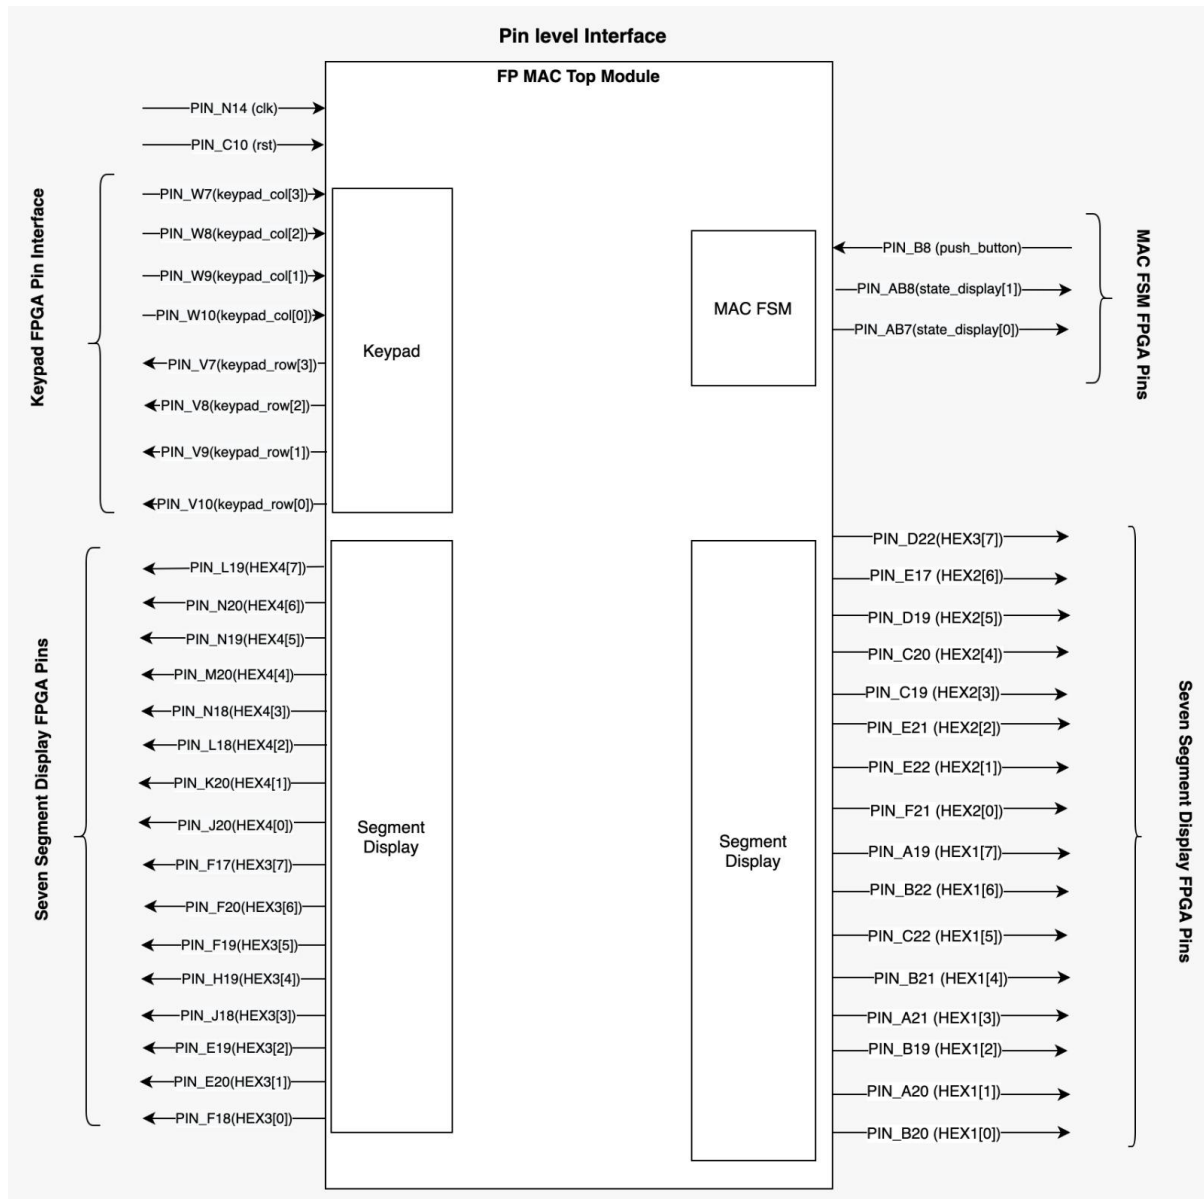 Pin level Interface
FP MAC Top Module
PIN_N14 (clk)
PIN_C10 (rst)
Keypad FPGA Pin Interface
PIN_W7(keypad_col[3])
PIN_W8(keypad_col[2])
PIN_W9(keypad_col[1])
PIN_W10(keypad_col[0])
PIN_V7(keypad_row[3])
PIN_V8(keypad_row[2])
PIN_V9(keypad_row[1])
PIN_V10(keypad_row[0])
Keypad
MAC FSM
PIN_B8 (push_button)
PIN_AB8(state_display[1])
PIN_AB7(state_display[0])
MAC FSM FPGA Pins
Seven Segment Display FPGA Pins
PIN_L19(HEX4[7])
PIN_N20(HEX4[6])
PIN_N19(HEX4[5])
PIN_M20(HEX4[4])
PIN_N18(HEX4[3])
PIN_L18(HEX4[2])
PIN_K20(HEX4[1])
PIN_J20(HEX4[0])
PIN_F17(HEX3[7])
PIN_F20(HEX3[6])
PIN_F19(HEX3[5])
PIN_H19(HEX3[4])
PIN_J18(HEX3[3])
PIN_E19(HEX3[2])
PIN_E20(HEX3[1])
PIN_F18(HEX3[0])
Segment
Display
Segment
Display
PIN_D22(HEX3[7])
PIN_E17 (HEX2[6])
PIN_D19 (HEX2[5])
PIN_C20 (HEX2[4])
PIN_C19 (HEX2[3])
PIN_E21 (HEX2[2])
PIN_E22 (HEX2[1])
PIN_F21 (HEX2[0])
PIN_A19 (HEX1[7])
PIN_B22 (HEX1[6])
PIN_C22 (HEX1[5])
PIN_B21 (HEX1[4])
PIN_A21 (HEX1[3])
PIN_B19 (HEX1[2])
PIN_A20 (HEX1[1])
PIN_B20 (HEX1[0])
Seven Segment Display FPGA Pins